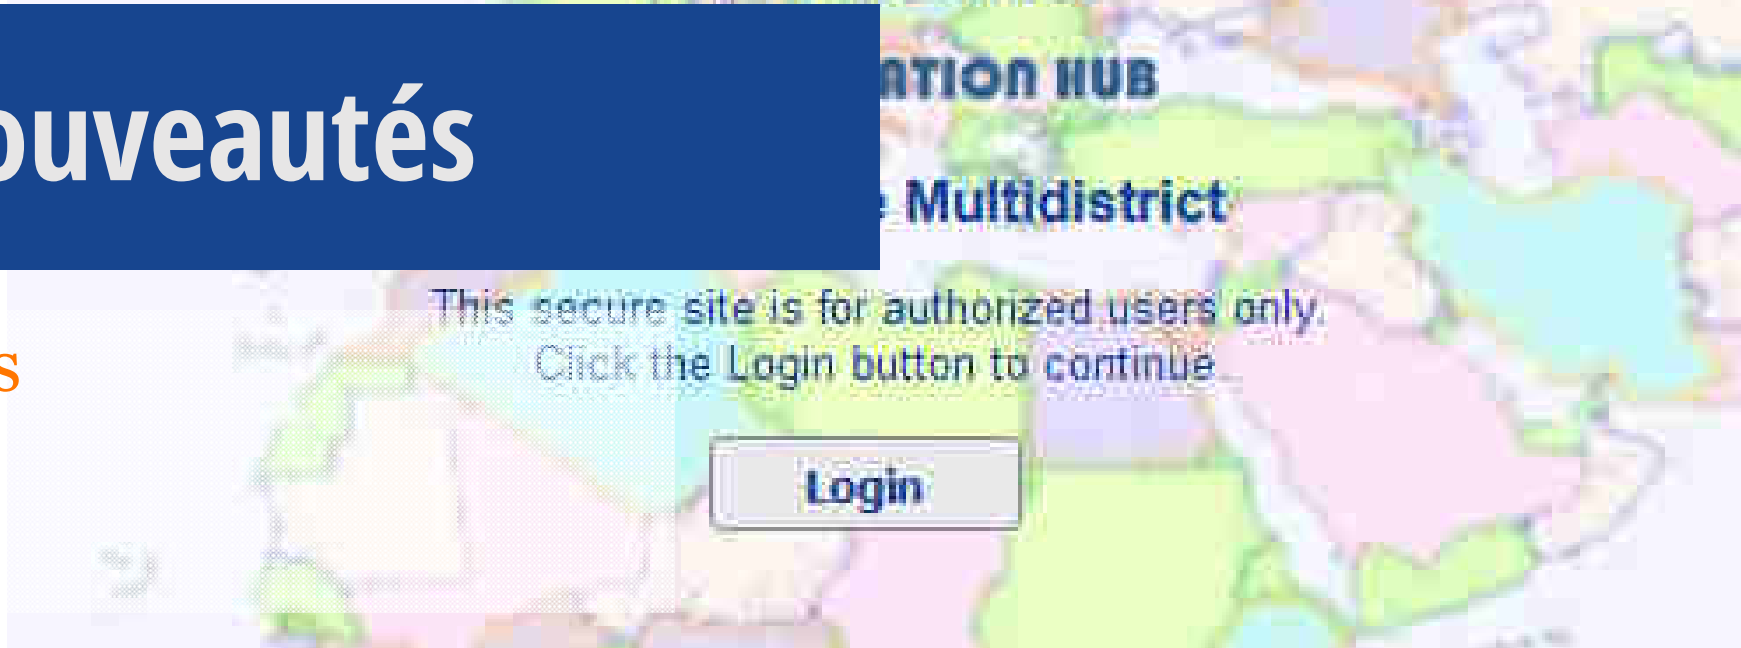 ouveautés
ATION HUB
e Multidistrict
This secure site is for authorized users only.
Click the Login button to continue.
s
Login